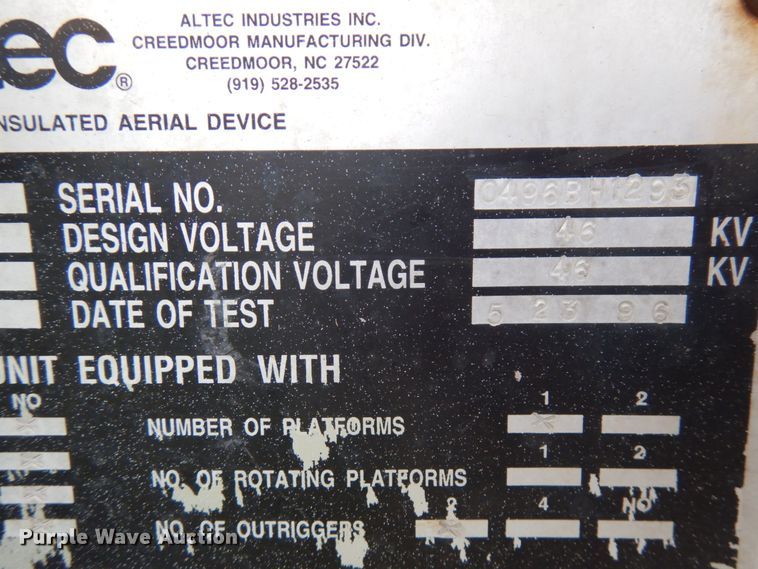 ec®
ALTEC INDUSTRIES INC.
CREEDMOOR MANUFACTURING DIV.
CREEDMOOR, NC 27522
(919) 528-2535
NSULATED AERIAL DEVICE
SERIAL NO. 0496BH1295
DESIGN VOLTAGE 46 KV
QUALIFICATION VOLTAGE 46 KV
DATE OF TEST 5 23 96
UNIT EQUIPPED WITH
NO 1 2
NUMBER OF PLATFORMS
1 2
NO. OF ROTATING PLATFORMS
2 4 NO
NO. OF OUTRIGGERS
Purple Wave Auction